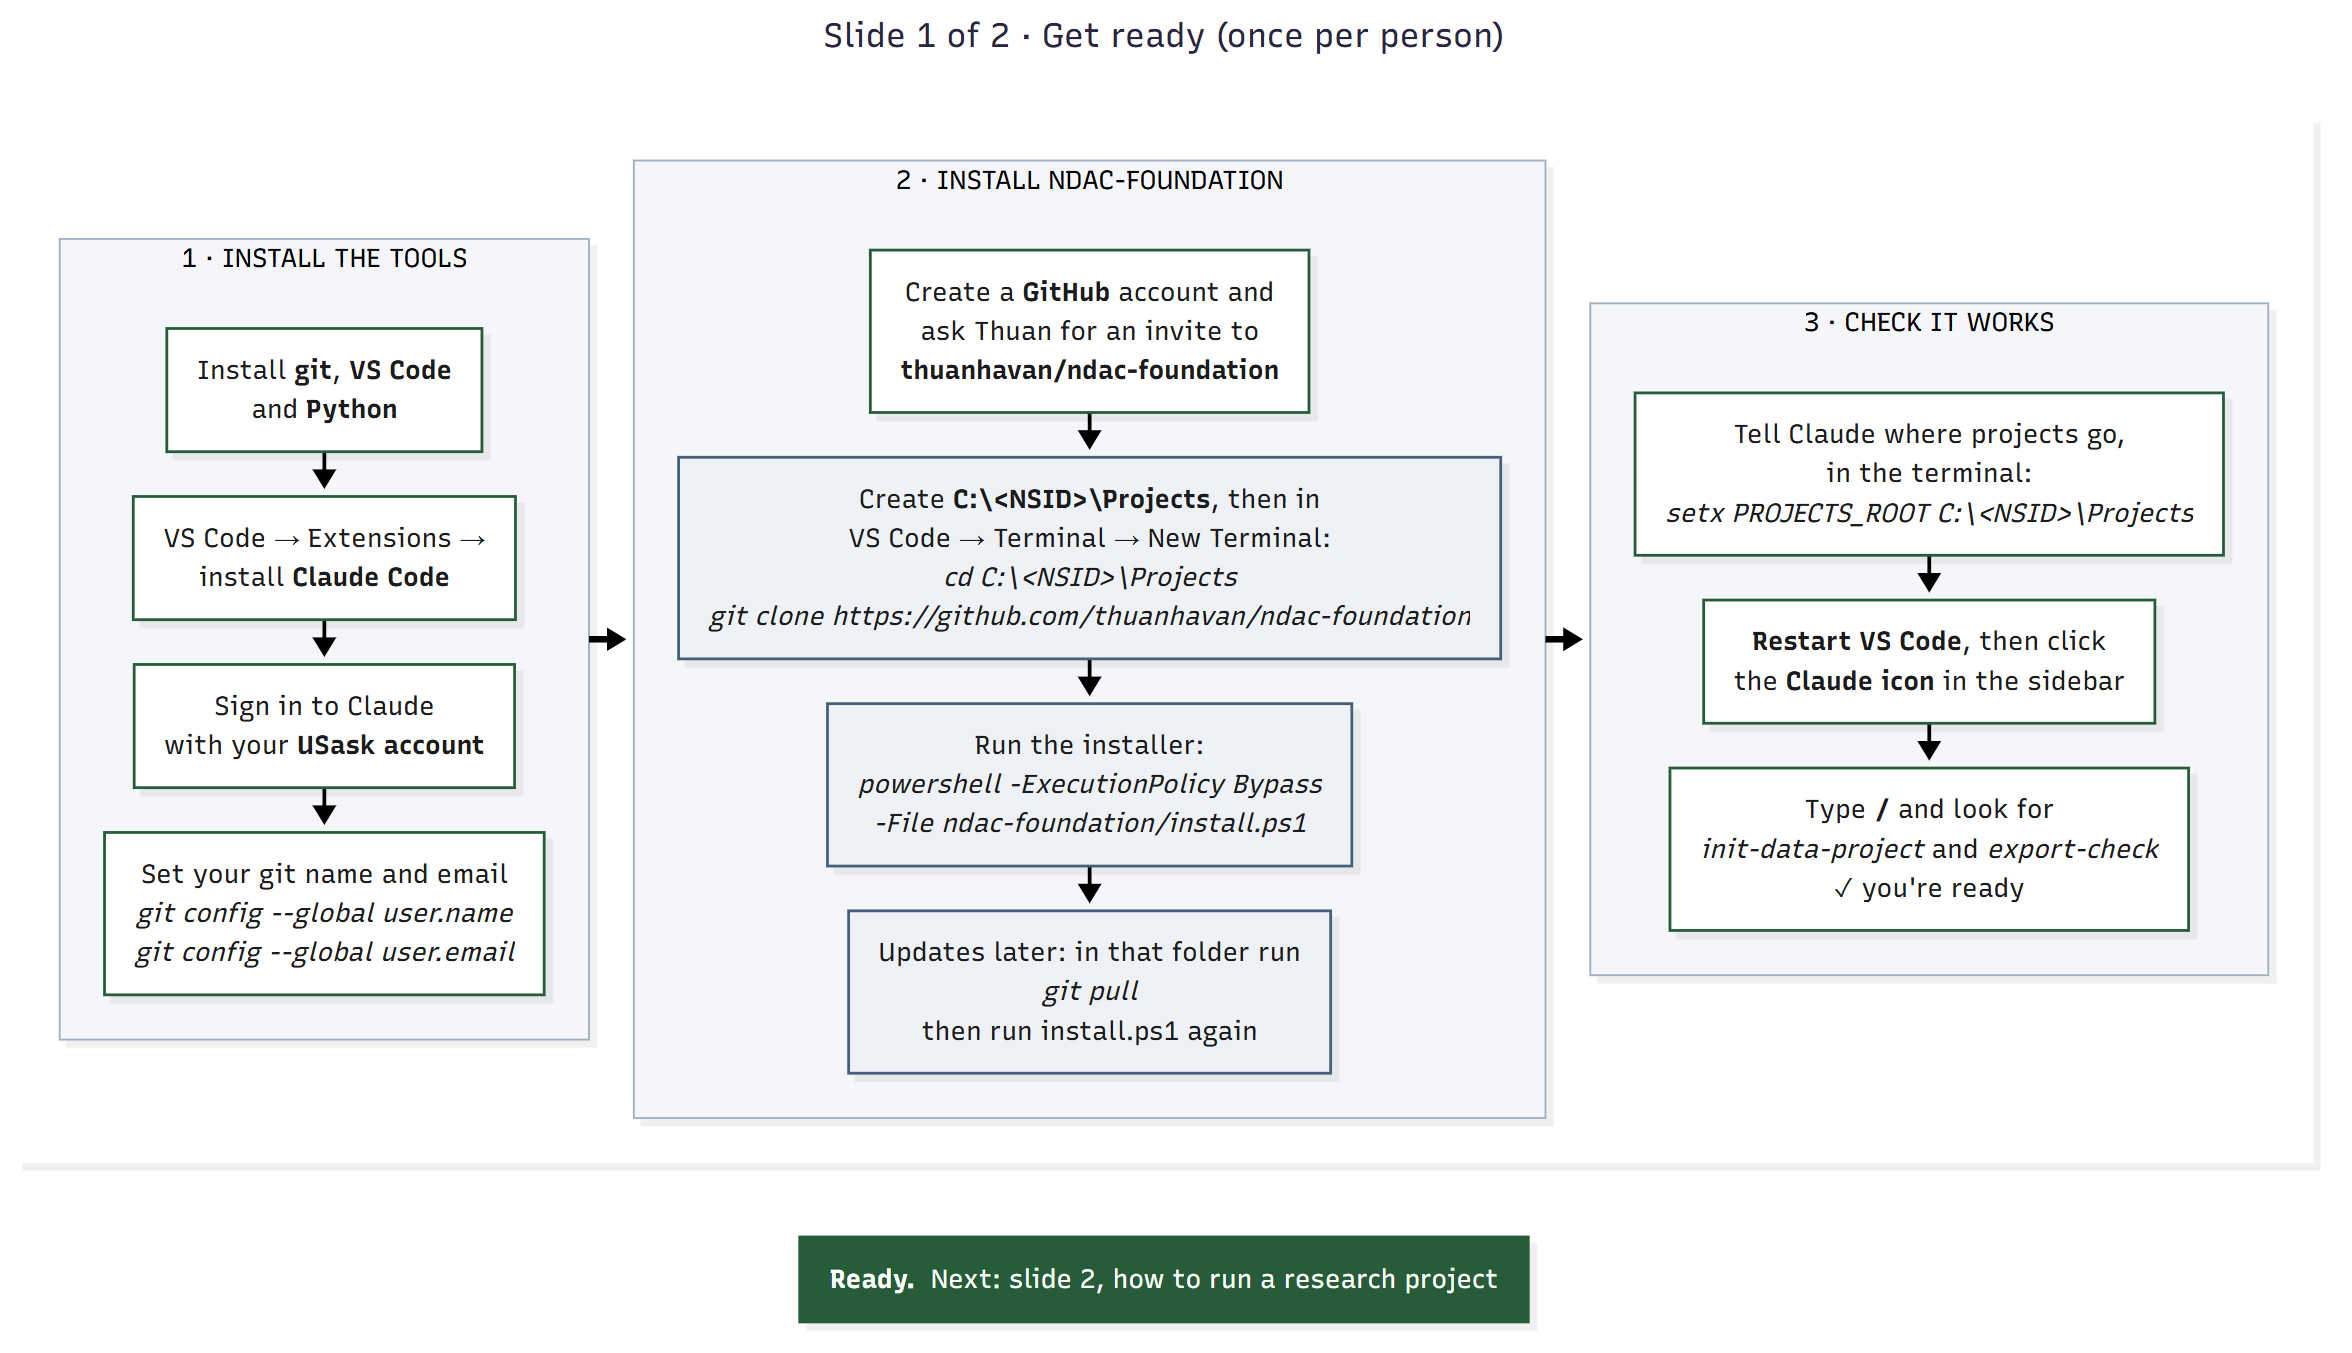 Slide 1 of 2 · Get ready (once per person)
1 · INSTALL THE TOOLS
Install git, VS Code
and Python
VS Code → Extensions →
install Claude Code
Sign in to Claude
with your USask account
Set your git name and email
git config --global user.name
git config --global user.email
2 · INSTALL NDAC-FOUNDATION
Create a GitHub account and
ask Thuan for an invite to
thuanhavan/ndac-foundation
Create C:\<NSID>\Projects, then in
VS Code → Terminal → New Terminal:
cd C:\<NSID>\Projects
git clone https://github.com/thuanhavan/ndac-foundation
Run the installer:
powershell -ExecutionPolicy Bypass
-File ndac-foundation/install.ps1
Updates later: in that folder run
git pull
then run install.ps1 again
3 · CHECK IT WORKS
Tell Claude where projects go,
in the terminal:
setx PROJECTS_ROOT C:\<NSID>\Projects
Restart VS Code, then click
the Claude icon in the sidebar
Type / and look for
init-data-project and export-check
✓ you're ready
Ready. Next: slide 2, how to run a research project